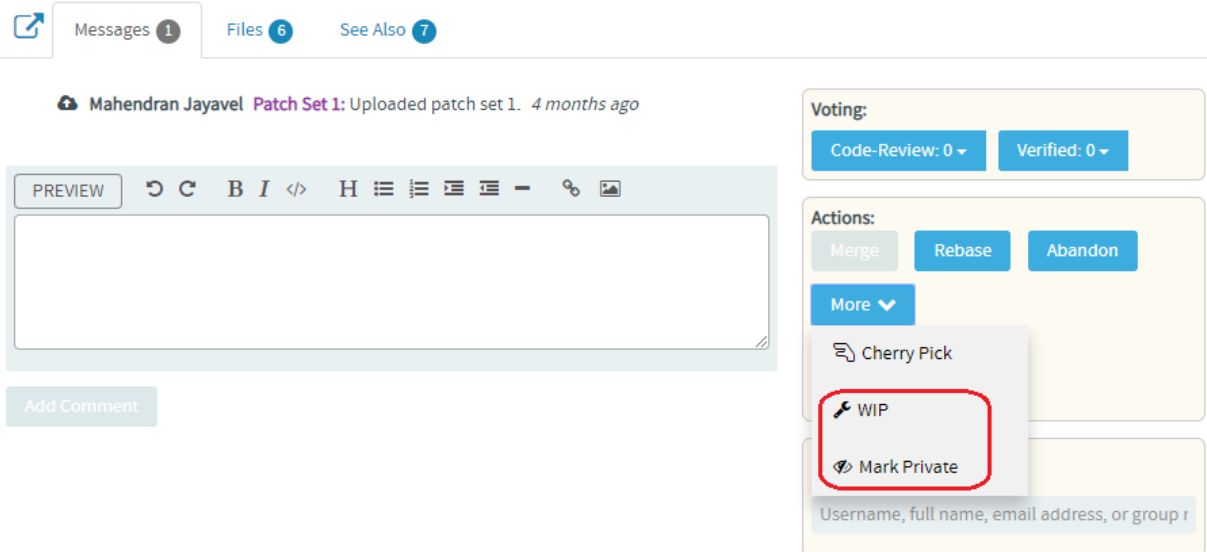 Messages 1 Files 6 See Also 7
Mahendran Jayavel Patch Set 1: Uploaded patch set 1. 4 months ago
PREVIEW B I </> H
Add Comment
Voting:
Code-Review: 0 Verified: 0
Actions:
Merge Rebase Abandon
More
Cherry Pick
WIP
Mark Private
Username, full name, email address, or group